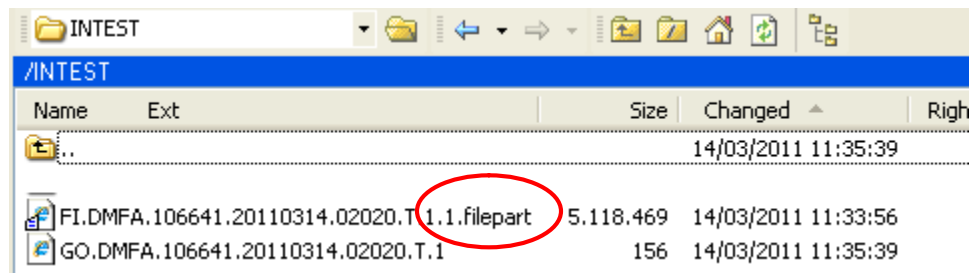 INTEST
/INTEST
Name Ext Size Changed Righ
.. 14/03/2011 11:35:39
FI.DMFA.106641.20110314.02020.T.1.1.filepart 5.118.469 14/03/2011 11:33:56
GO.DMFA.106641.20110314.02020.T.1 156 14/03/2011 11:35:39